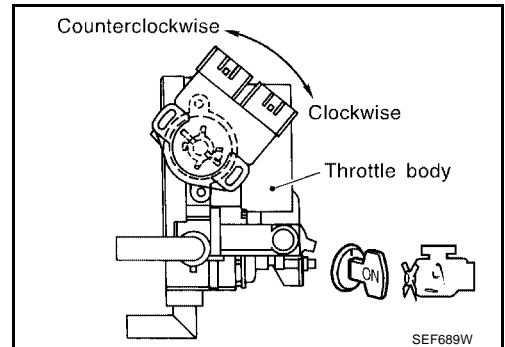 Counterclockwise
Clockwise
Throttle body
ON
SEF689W